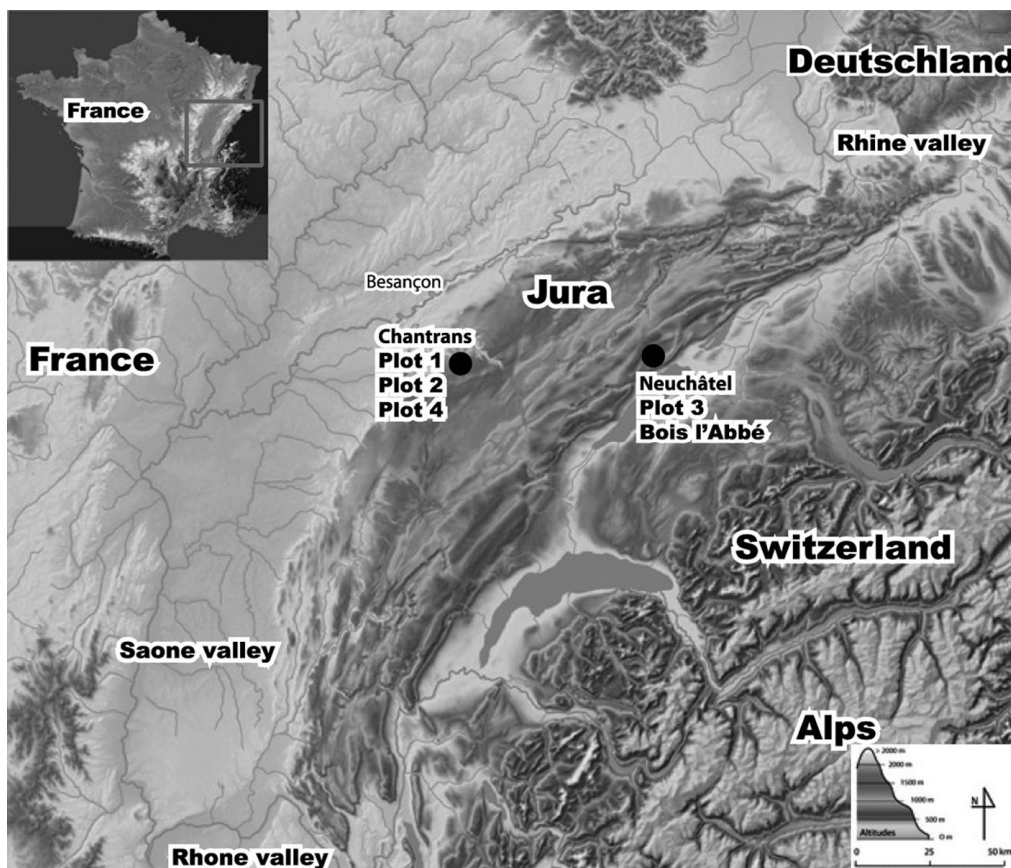 France
Deutschland
Rhine valley
Besançon
Jura
Chantrans
Plot 1
Plot 2
Plot 4
France
Neuchâtel
Plot 3
Bois l'Abbé
Switzerland
Saone valley
Alps
> 2000 m
2000 m
1500 m
1000 m
500 m
0 m
Altitudes
N
0 25 50 km
Rhone valley